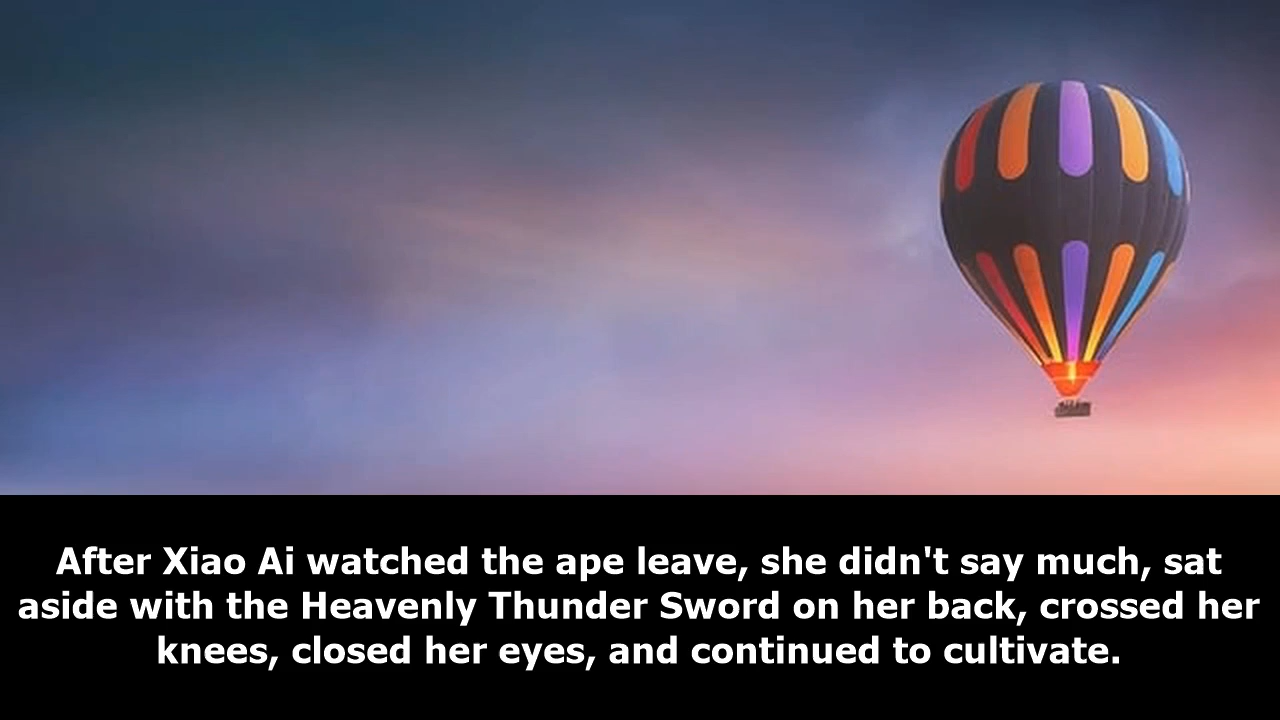 After Xiao Ai watched the ape leave, she didn't say much, sat
aside with the Heavenly Thunder Sword on her back, crossed her
knees, closed her eyes, and continued to cultivate.